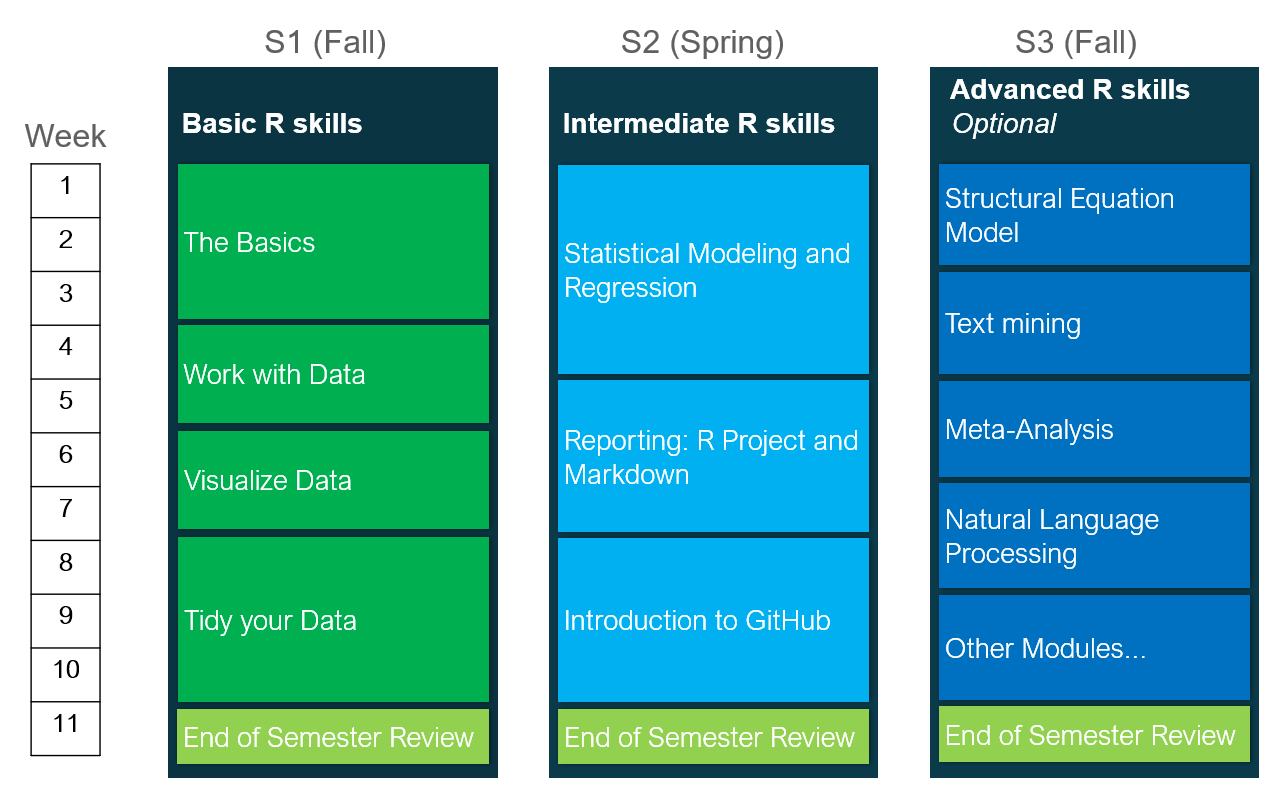 S1 (Fall)
S2 (Spring)
S3 (Fall)
Week
1
2
3
4
5
6
7
8
9
10
11
Basic R skills
The Basics
Work with Data
Visualize Data
Tidy your Data
End of Semester Review
Intermediate R skills
Statistical Modeling and
Regression
Reporting: R Project and
Markdown
Introduction to GitHub
End of Semester Review
Advanced R skills
Optional
Structural Equation
Model
Text mining
Meta-Analysis
Natural Language
Processing
Other Modules...
End of Semester Review